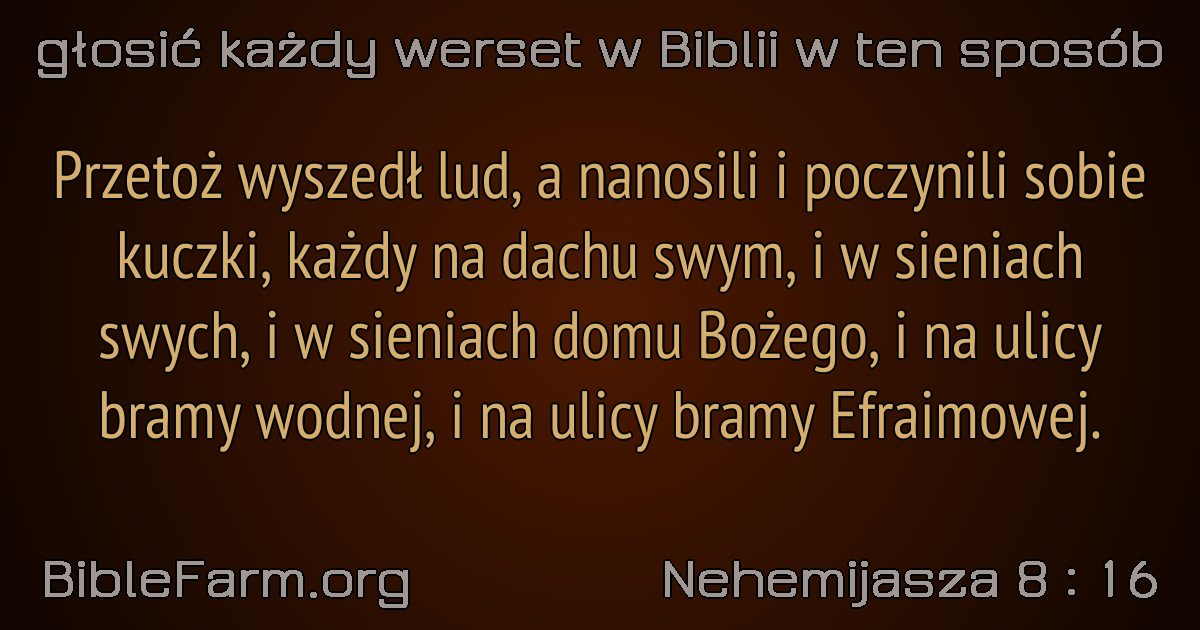 głosić każdy werset w Biblii w ten sposób
Przetoż wyszedł lud, a nanosili i poczynili sobie
kuczki, każdy na dachu swym, i w sieniach
swych, i w sieniach domu Bożego, i na ulicy
bramy wodnej, i na ulicy bramy Efraimowej.
BibleFarm.org
Nehemijasza 8 : 16